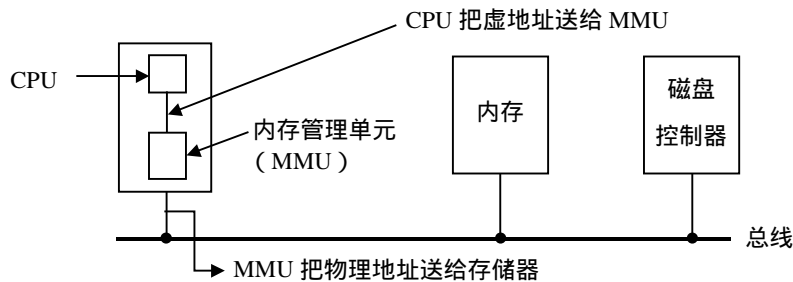 CPU 把虚地址送给 MMU
CPU
内存管理单元
（MMU）
内存
磁盘
控制器
总线
MMU 把物理地址送给存储器